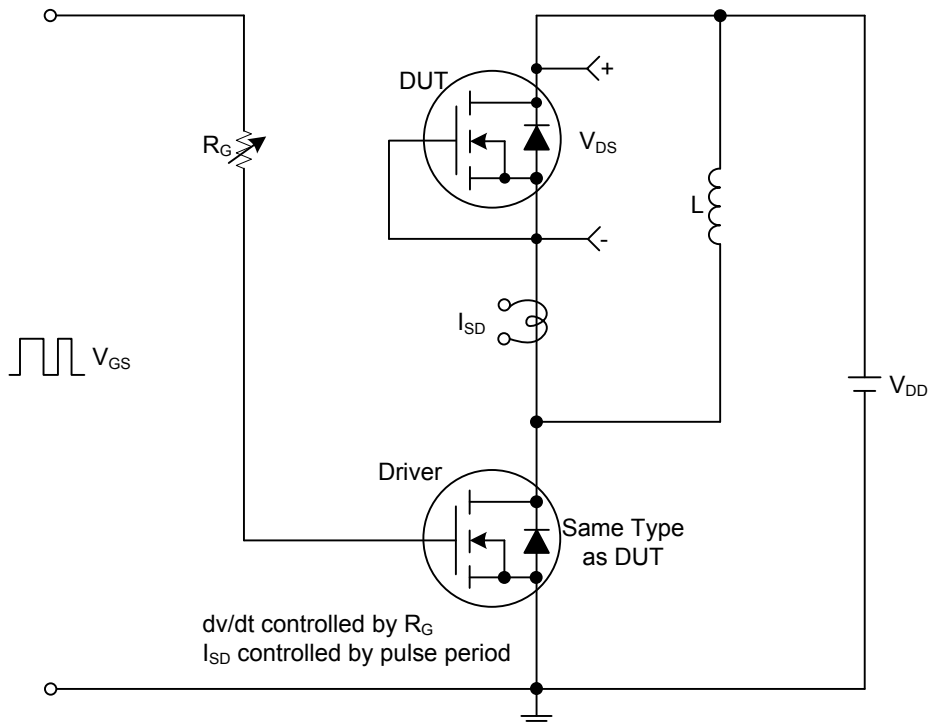 DUT
+
R_G
V_DS
L
-
I_SD
V_GS
V_DD
Driver
Same Type
as DUT
dv/dt controlled by R_G
I_SD controlled by pulse period